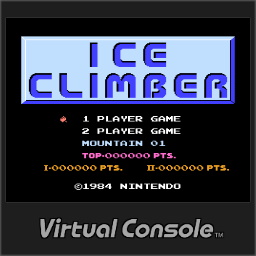 ICE
CLIMBER
1 PLAYER GAME
2 PLAYER GAME
MOUNTAIN 01
TOP-000000 PTS.
I-000000 PTS. II-000000 PTS.
©1984 NINTENDO
Virtual Console™